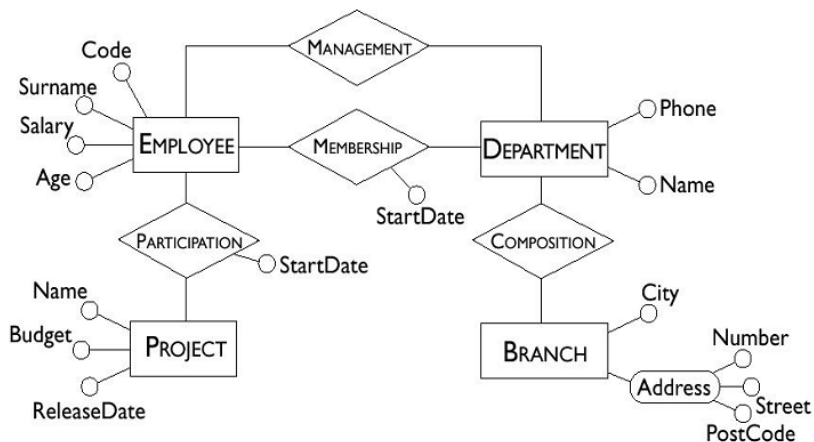 MANAGEMENT
Code
Surname
Salary
Age
EMPLOYEE
MEMBERSHIP
StartDate
DEPARTMENT
Phone
Name
PARTICIPATION
StartDate
COMPOSITION
Name
Budget
ReleaseDate
PROJECT
City
BRANCH
Address
Number
Street
PostCode